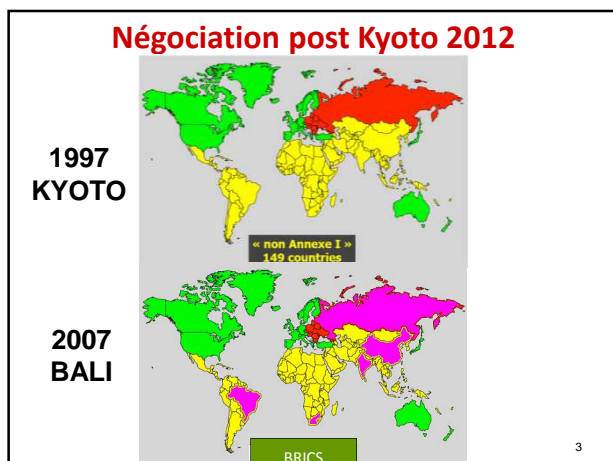 Négociation post Kyoto 2012
1997
KYOTO
« non Annexe I »
149 countries
2007
BALI
BRICS
3